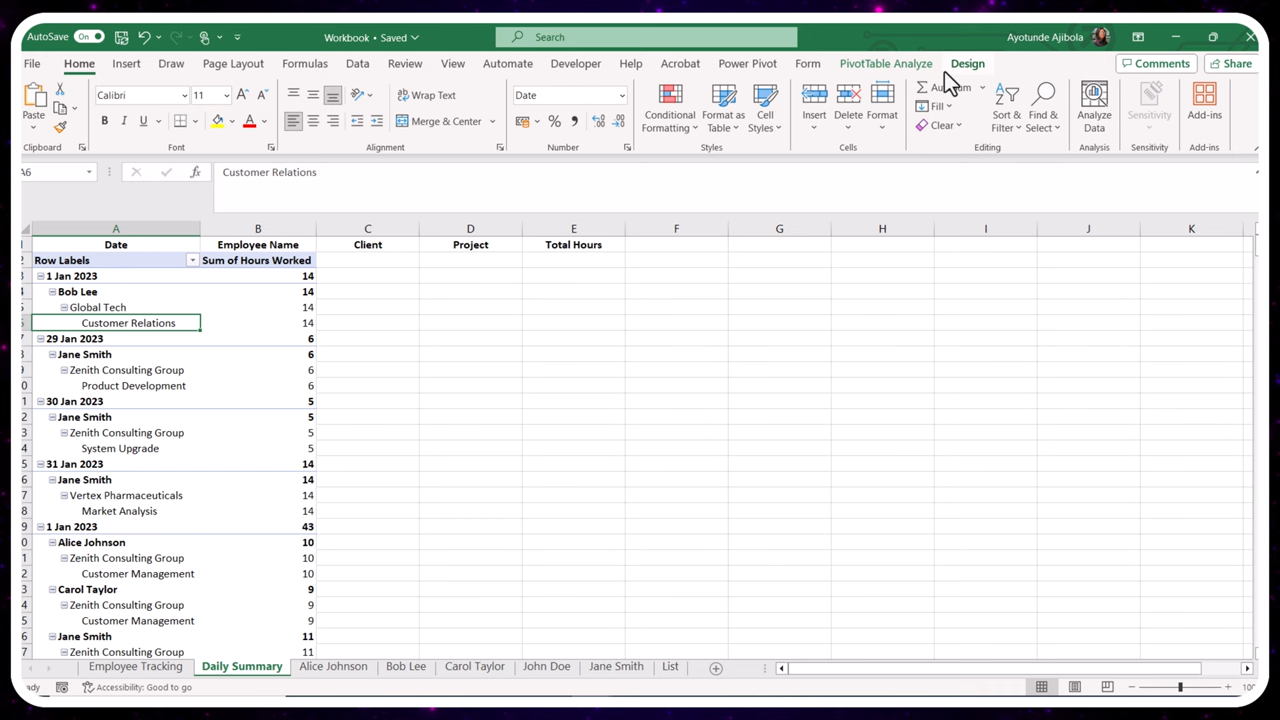 AutoSave On Workbook • Saved Search Ayotunde Ajibola
File Home Insert Draw Page Layout Formulas Data Review View Automate Developer Help Acrobat Power Pivot Form PivotTable Analyze Design Comments Share
Paste Calibri 11 A A Wrap Text Date Conditional Formatting Format as Table Cell Styles Insert Delete Format Fill Clear Sort & Filter Find & Select Analyze Data Sensitivity Add-ins
B I U A Merge & Center %
Clipboard Font Alignment Number Styles Cells Editing Analysis Sensitivity Add-ins
A6 fx Customer Relations
A B C D E F G H I J K
Date Employee Name Client Project Total Hours
Row Labels Sum of Hours Worked
1 Jan 2023 14
Bob Lee 14
Global Tech 14
Customer Relations 14
29 Jan 2023 6
Jane Smith 6
Zenith Consulting Group 6
Product Development 6
30 Jan 2023 5
Jane Smith 5
Zenith Consulting Group 5
System Upgrade 5
31 Jan 2023 14
Jane Smith 14
Vertex Pharmaceuticals 14
Market Analysis 14
1 Jan 2023 43
Alice Johnson 10
Zenith Consulting Group 10
Customer Management 10
Carol Taylor 9
Zenith Consulting Group 9
Customer Management 9
Jane Smith 11
Zenith Consulting Group 11
Employee Tracking Daily Summary Alice Johnson Bob Lee Carol Taylor John Doe Jane Smith List
Accessibility: Good to go